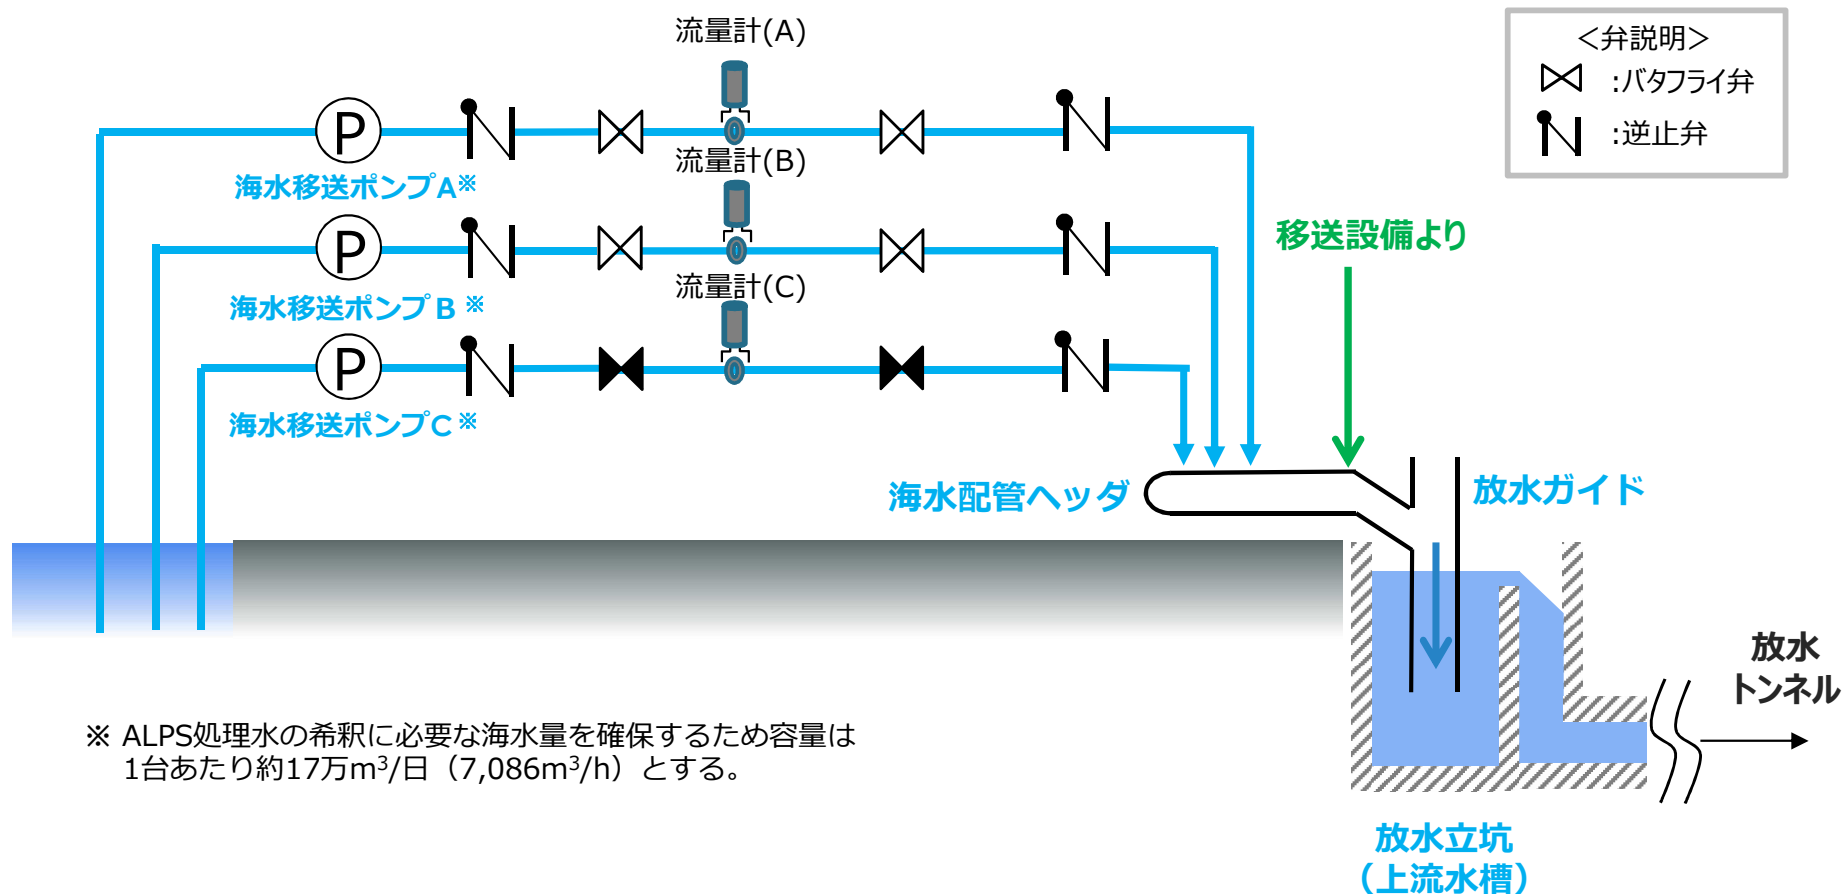 流量計(A)
<弁説明>
:バタフライ弁
:逆止弁
P
海水移送ポンプA※
流量計(B)
P
海水移送ポンプB※
流量計(C)
P
海水移送ポンプC※
移送設備より
海水配管ヘッダ
放水ガイド
放水
トンネル
※ ALPS処理水の希釈に必要な海水量を確保するため容量は
1台あたり約17万m³/日（7,086m³/h）とする。
放水立坑
（上流水槽）